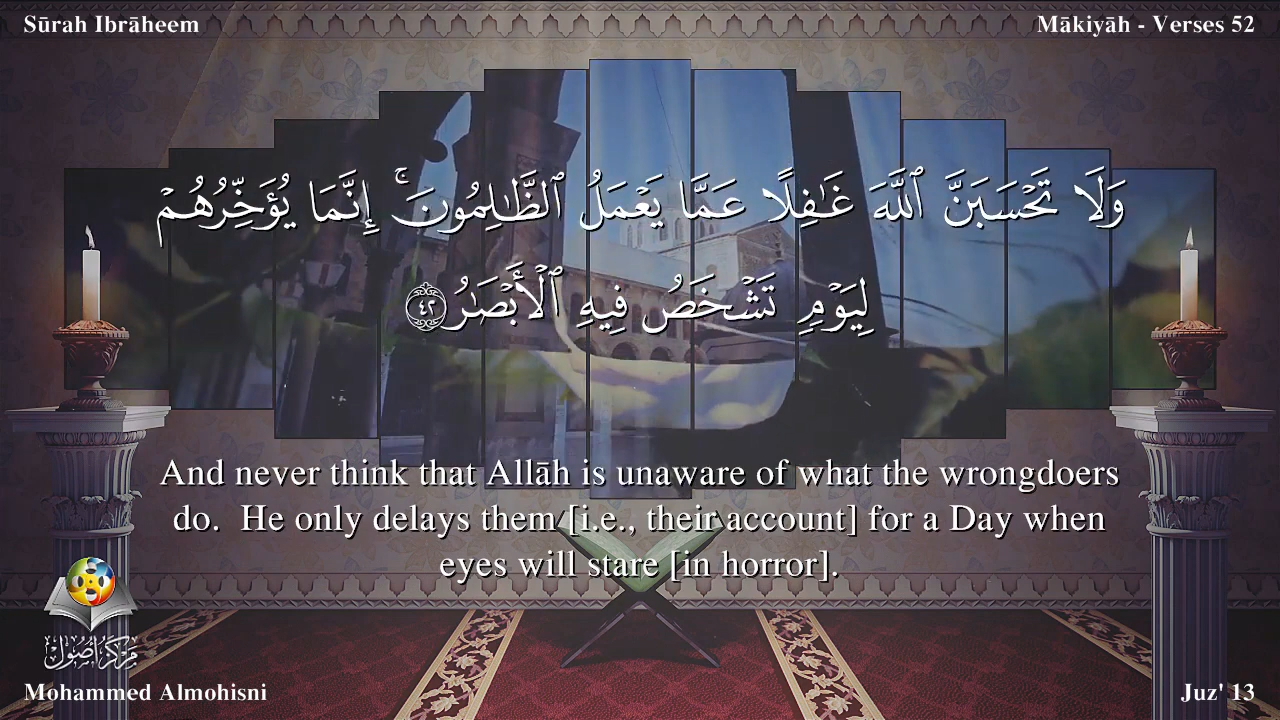 Sūrah Ibrāheem
Mākiyāh - Verses 52
وَلَا تَحْسَبَنَّ ٱللَّهَ غَـٰفِلًا عَمَّا يَعْمَلُ ٱلظَّـٰلِمُونَ ۚ إِنَّمَا يُؤَخِّرُهُمْ
لِيَوْمٍ تَشْخَصُ فِيهِ ٱلْأَبْصَـٰرُ ٤٢
And never think that Allāh is unaware of what the wrongdoers
do.  He only delays them [i.e., their account] for a Day when
eyes will stare [in horror].
مركز أصول
Mohammed Almohisni
Juz' 13